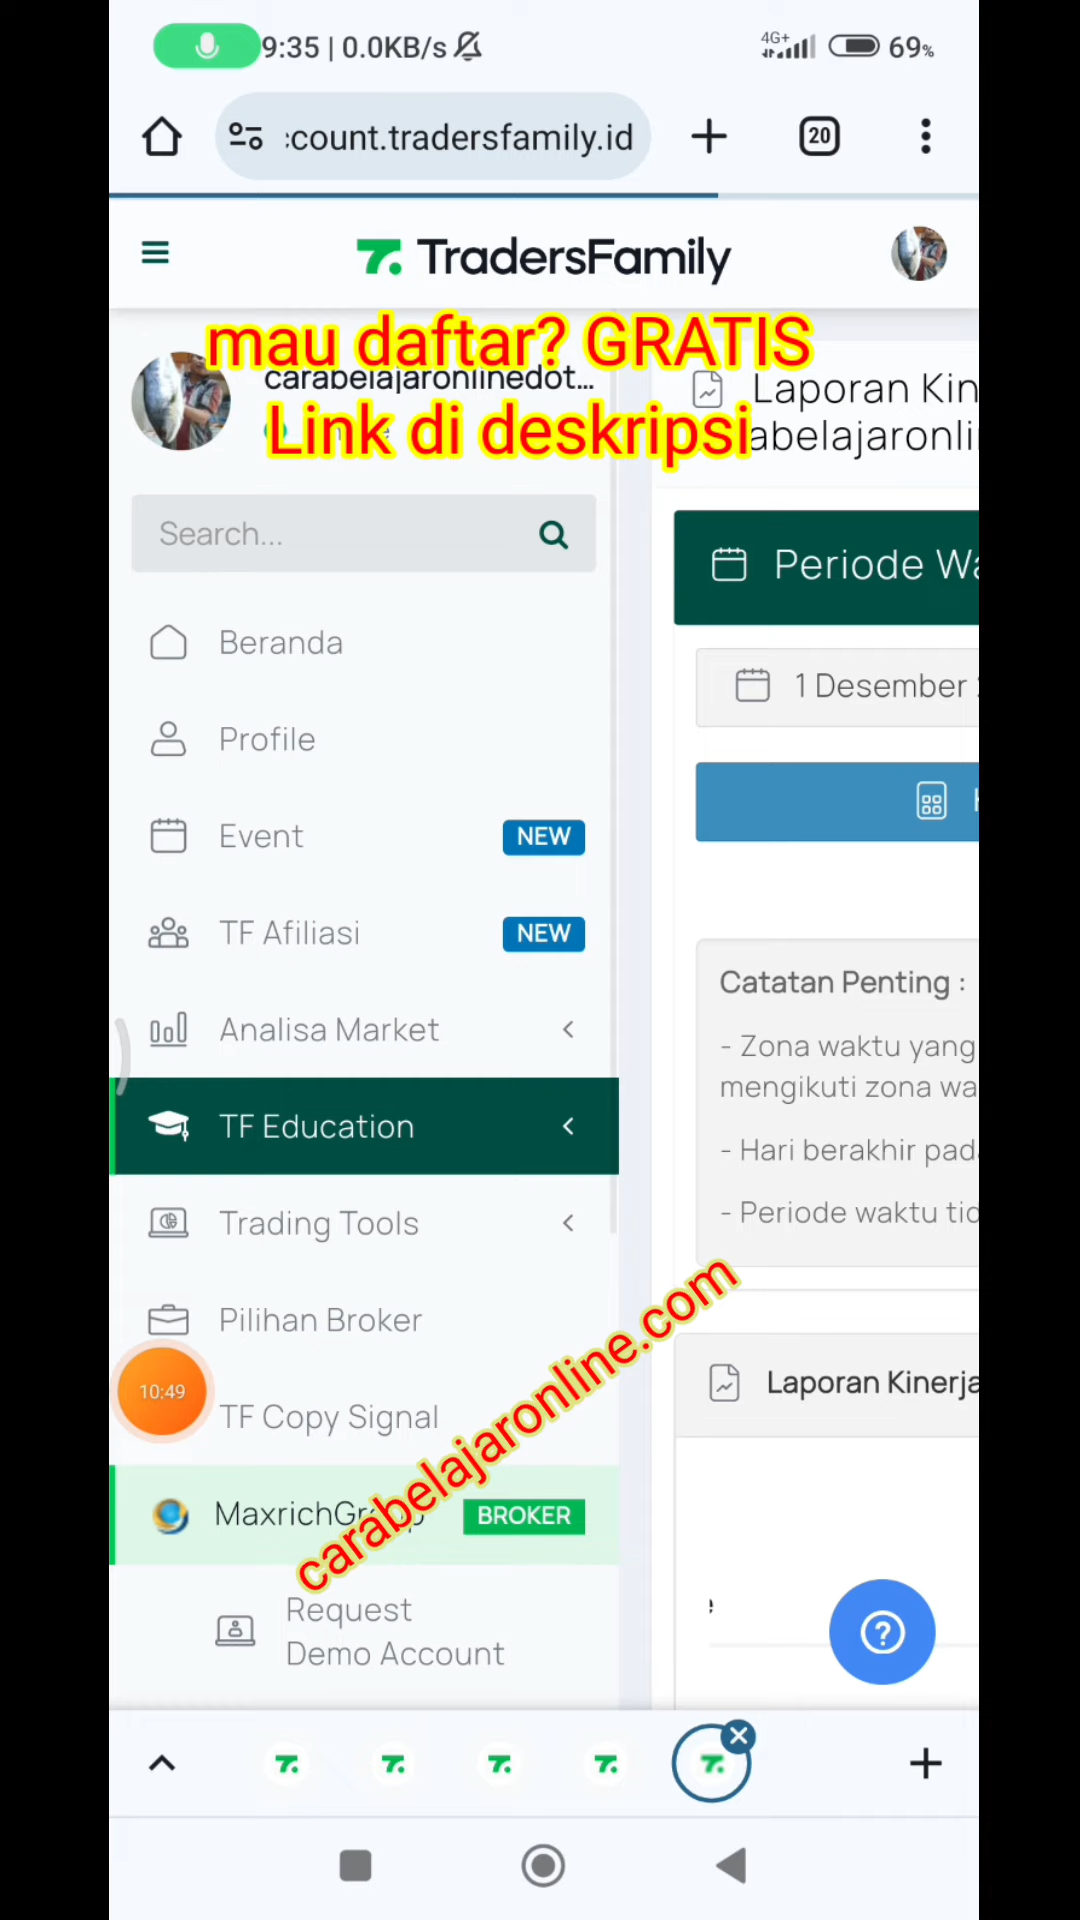 9:35 | 0.0KB/s
4G+
69%
count.tradersfamily.id
20
TradersFamily
mau daftar? GRATIS
carabelajaronlinedot...
Link di deskripsi
Laporan Kin
abelajaronli
Search...
Periode Wa
1 Desember
Beranda
Profile
Event NEW
TF Afiliasi NEW
Analisa Market
TF Education
Trading Tools
Pilihan Broker
TF Copy Signal
10:49
MaxrichGroup BROKER
Request
Demo Account
Catatan Penting :
- Zona waktu yang
mengikuti zona wa
- Hari berakhir pad
- Periode waktu tid
Laporan Kinerja
carabelajaronline.com